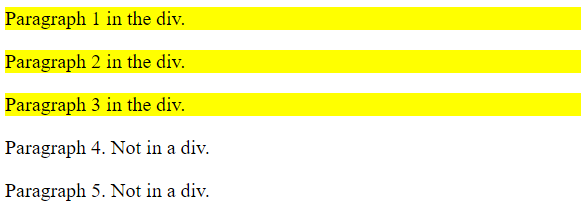 Paragraph 1 in the div.
Paragraph 2 in the div.
Paragraph 3 in the div.
Paragraph 4. Not in a div.
Paragraph 5. Not in a div.